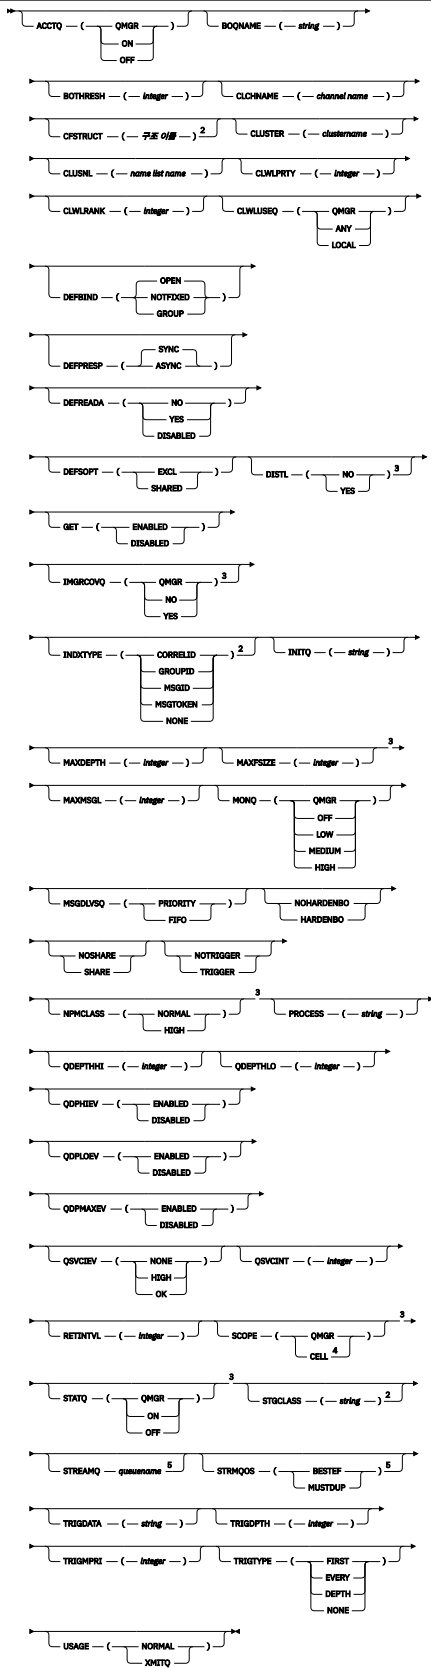 ACCTQ ( QMGR ) BOQNAME ( string )
ON
OFF
BOTHRESH ( integer ) CLCHNAME ( channel name )
CFSTRUCT ( 구조 이름 ) 2 CLUSTER ( clustername )
CLUSNL ( name list name ) CLWLPRTY ( integer )
CLWLRANK ( integer ) CLWLUSEQ ( QMGR )
ANY
LOCAL
OPEN
DEFBIND ( NOTFIXED )
GROUP
SYNC
DEFPRESP ( ASYNC )
DEFREADA ( NO )
YES
DISABLED
DEFSOPT ( EXCL ) DISTL ( NO ) 3
SHARED YES
GET ( ENABLED )
DISABLED
IMGRCOVQ ( QMGR ) 3
NO
YES
INDXTYPE ( CORRELID ) 2 INITQ ( string )
GROUPID
MSGID
MSGTOKEN
NONE
MAXDEPTH ( integer ) MAXFSIZE ( integer ) 3
MAXMSGL ( integer ) MONQ ( QMGR )
OFF
LOW
MEDIUM
HIGH
MSGDLVSQ ( PRIORITY ) NOHARDENBO
FIFO HARDENBO
NOSHARE NOTRIGGER
SHARE TRIGGER
NPMCLASS ( NORMAL ) 3 PROCESS ( string )
HIGH
QDEPTHHI ( integer ) QDEPTHLO ( integer )
QDPHIEV ( ENABLED )
DISABLED
QDPLOEV ( ENABLED )
DISABLED
QDPMAXEV ( ENABLED )
DISABLED
QSVCIEV ( NONE ) QSVCINT ( integer )
HIGH
OK
RETINTVL ( integer ) SCOPE ( QMGR ) 3
CELL 4
STATQ ( QMGR ) 3 STGCLASS ( string ) 2
ON
OFF
STREAMQ queuename 5 STRMQOS ( BESTEF ) 5
MUSTDUP
TRIGDATA ( string ) TRIGDPTH ( integer )
TRIGMPRI ( integer ) TRIGTYPE ( FIRST )
EVERY
DEPTH
NONE
USAGE ( NORMAL )
XMITQ